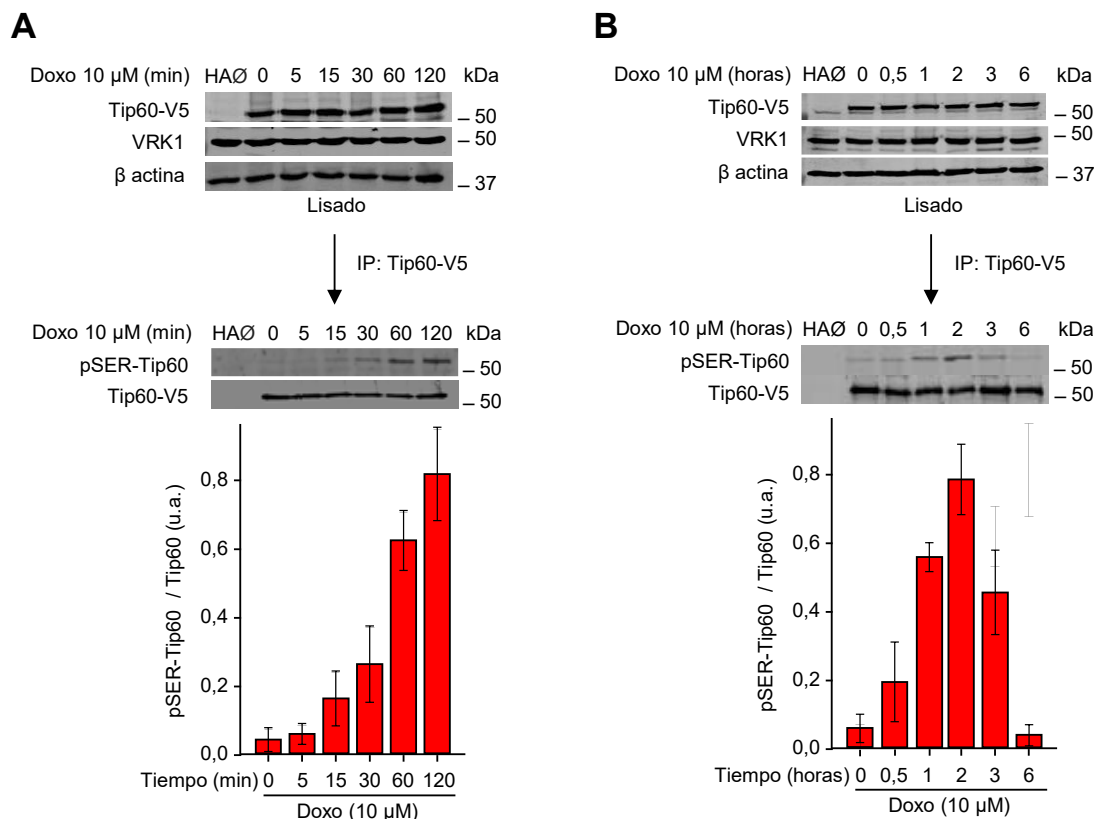 A
Doxo 10 µM (min) HAØ 0 5 15 30 60 120 kDa
Tip60-V5 – 50
VRK1 – 50
β actina – 37
Lisado
IP: Tip60-V5
Doxo 10 µM (min) HAØ 0 5 15 30 60 120 kDa
pSER-Tip60 – 50
Tip60-V5 – 50
pSER-Tip60 / Tip60 (u.a.)
0,8
0,6
0,4
0,2
0,0
Tiempo (min) 0 5 15 30 60 120
Doxo (10 µM)
B
Doxo 10 µM (horas) HAØ 0 0,5 1 2 3 6 kDa
Tip60-V5 – 50
VRK1 – 50
β actina – 37
Lisado
IP: Tip60-V5
Doxo 10 µM (horas) HAØ 0 0,5 1 2 3 6 kDa
pSER-Tip60 – 50
Tip60-V5 – 50
pSER-Tip60 / Tip60 (u.a.)
0,8
0,6
0,4
0,2
0,0
Tiempo (horas) 0 0,5 1 2 3 6
Doxo (10 µM)